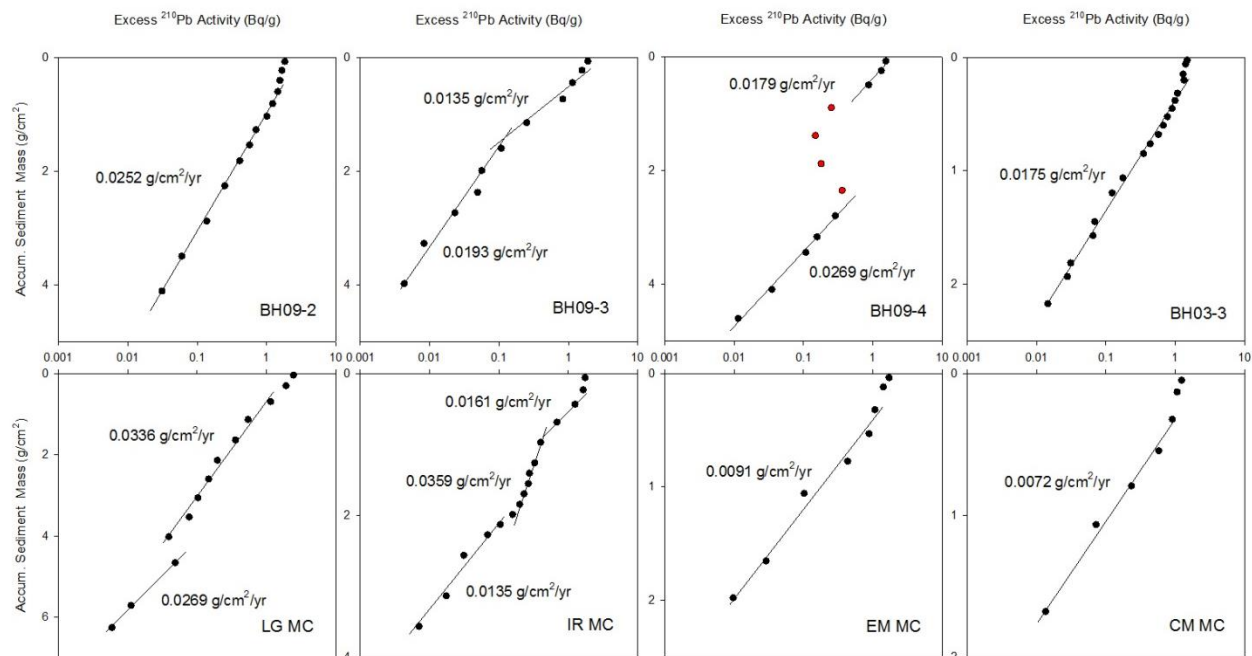 Excess ²¹⁰Pb Activity (Bq/g)
Excess ²¹⁰Pb Activity (Bq/g)
Excess ²¹⁰Pb Activity (Bq/g)
Excess ²¹⁰Pb Activity (Bq/g)
Accum. Sediment Mass (g/cm²)
0
2
4
0.0252 g/cm²/yr
BH09-2
0.001
0.01
0.1
1
10
0
2
4
0.0135 g/cm²/yr
0.0193 g/cm²/yr
BH09-3
0.01
0.1
1
10
0
2
4
0.0179 g/cm²/yr
0.0269 g/cm²/yr
BH09-4
0.001
0.01
0.1
1
10
0
1
2
0.0175 g/cm²/yr
BH03-3
0.001
0.01
0.1
1
10
Accum. Sediment Mass (g/cm²)
0
2
4
6
0.0336 g/cm²/yr
0.0269 g/cm²/yr
LG MC
0
2
4
0.0161 g/cm²/yr
0.0359 g/cm²/yr
0.0135 g/cm²/yr
IR MC
0
1
2
0.0091 g/cm²/yr
EM MC
0
1
0.0072 g/cm²/yr
CM MC